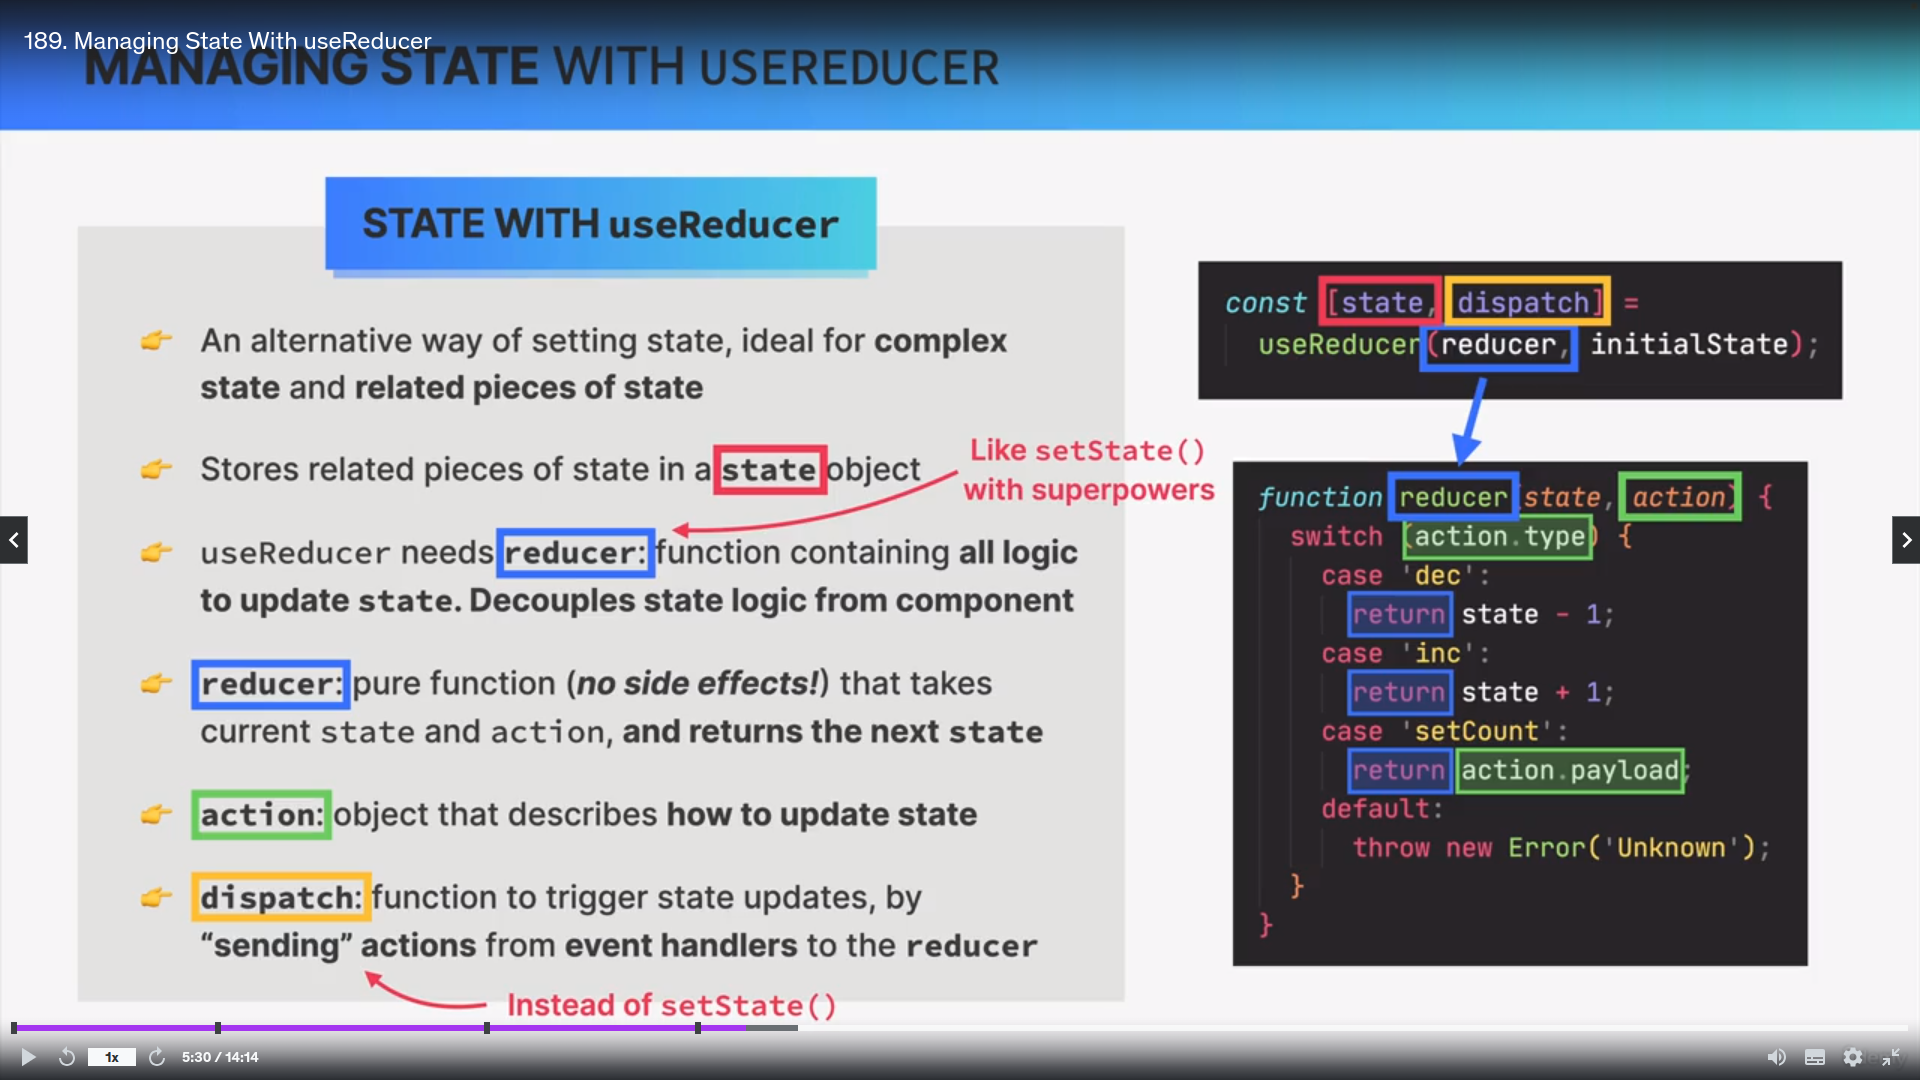 189. Managing State With useReducer
MANAGING STATE WITH USEREDUCER
STATE WITH useReducer
👉 An alternative way of setting state, ideal for complex
state and related pieces of state
👉 Stores related pieces of state in a state object
👉 useReducer needs reducer: function containing all logic
to update state. Decouples state logic from component
👉 reducer: pure function (no side effects!) that takes
current state and action, and returns the next state
👉 action: object that describes how to update state
👉 dispatch: function to trigger state updates, by
“sending” actions from event handlers to the reducer
Like setState()
with superpowers
Instead of setState()
const [state, dispatch] =
useReducer(reducer, initialState);
function reducer(state, action) {
switch (action.type) {
case 'dec':
return state - 1;
case 'inc':
return state + 1;
case 'setCount':
return action.payload;
default:
throw new Error('Unknown');
}
}
1x
5:30 / 14:14